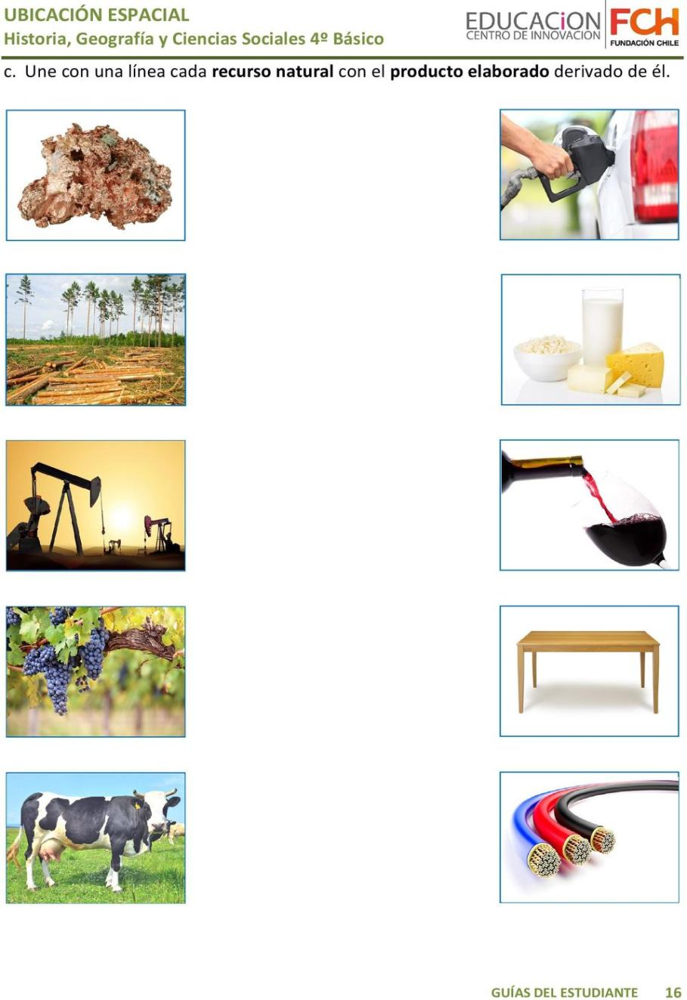 UBICACIÓN ESPACIAL
Historia, Geografía y Ciencias Sociales 4º Básico
EDUCACiON
CENTRO DE INNOVACION
FCH
FUNDACIÓN CHILE
c. Une con una línea cada recurso natural con el producto elaborado derivado de él.
GUÍAS DEL ESTUDIANTE 16